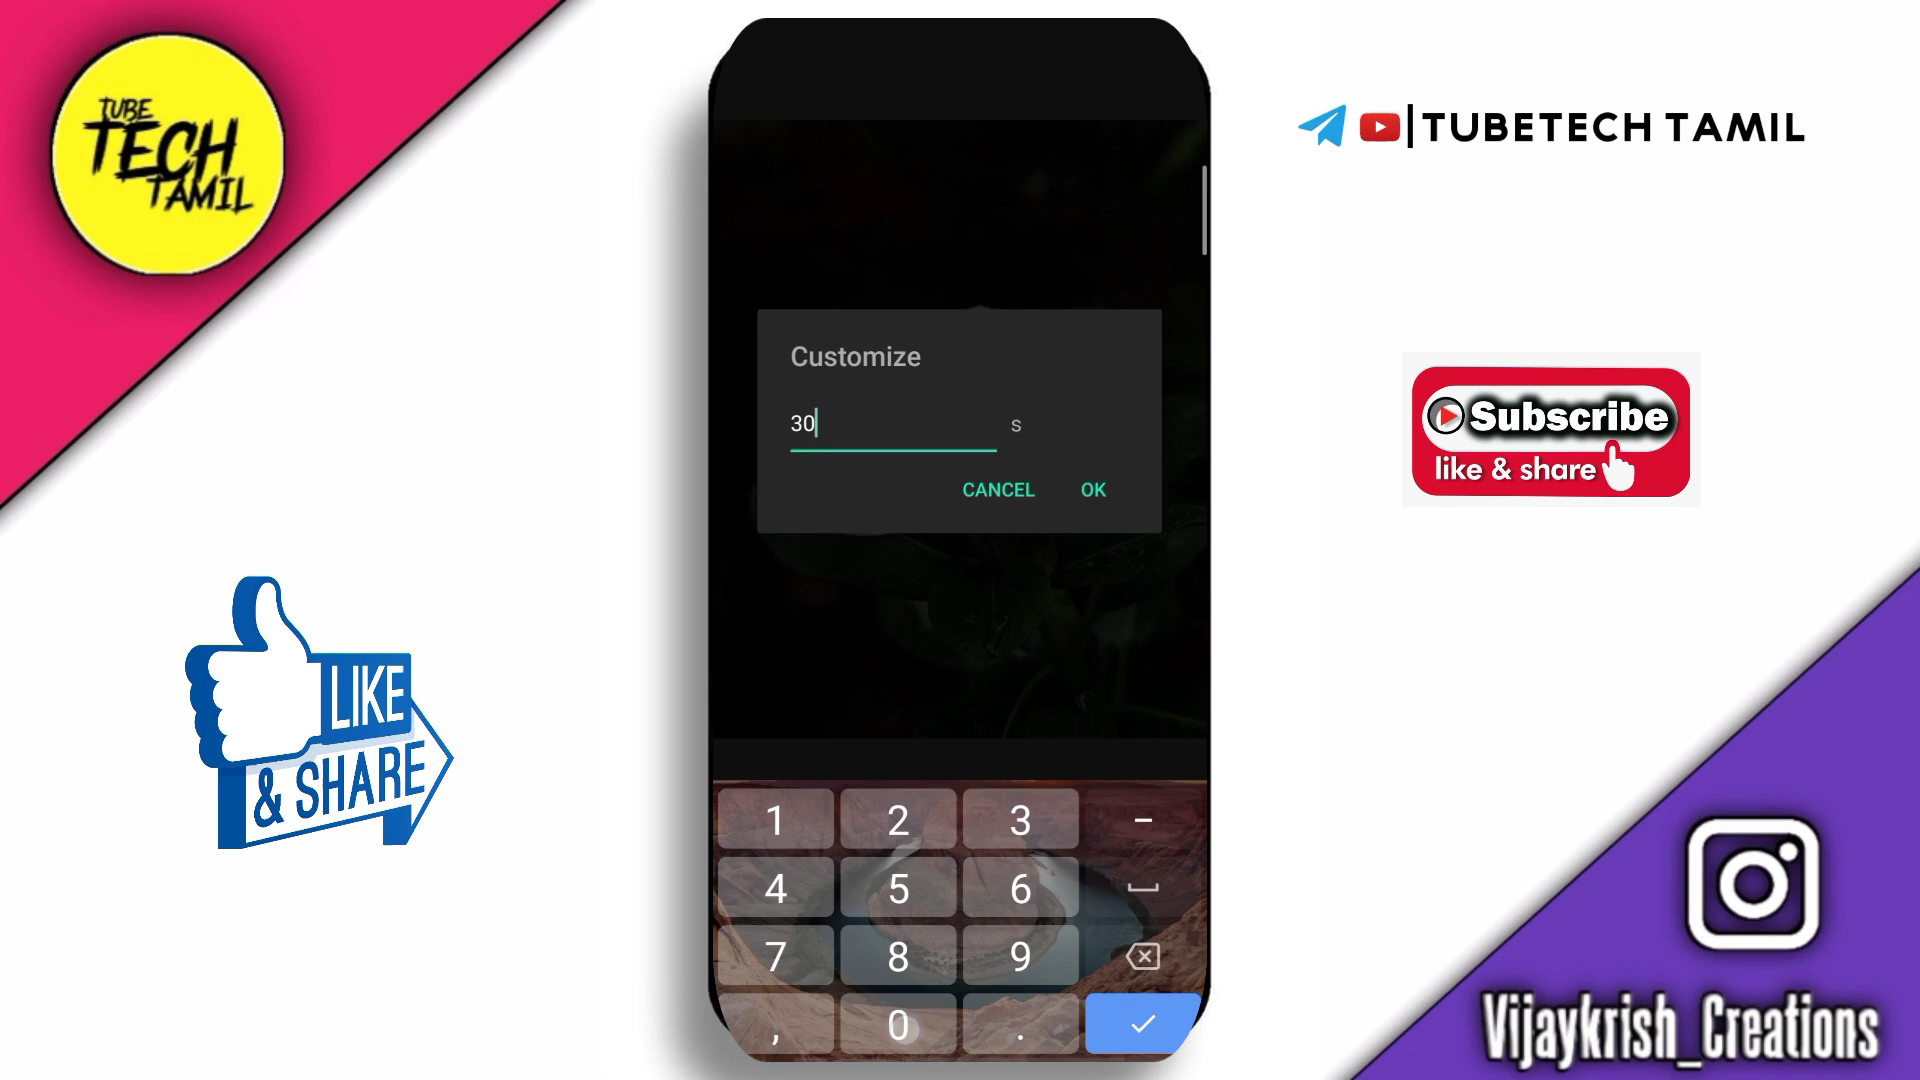 TUBE
TECH
TAMIL
|TUBETECH TAMIL
Customize
30
s
CANCEL
OK
Subscribe
like & share
LIKE
& SHARE
1 2 3 –
4 5 6
7 8 9
, 0 .
Vijaykrish_Creations